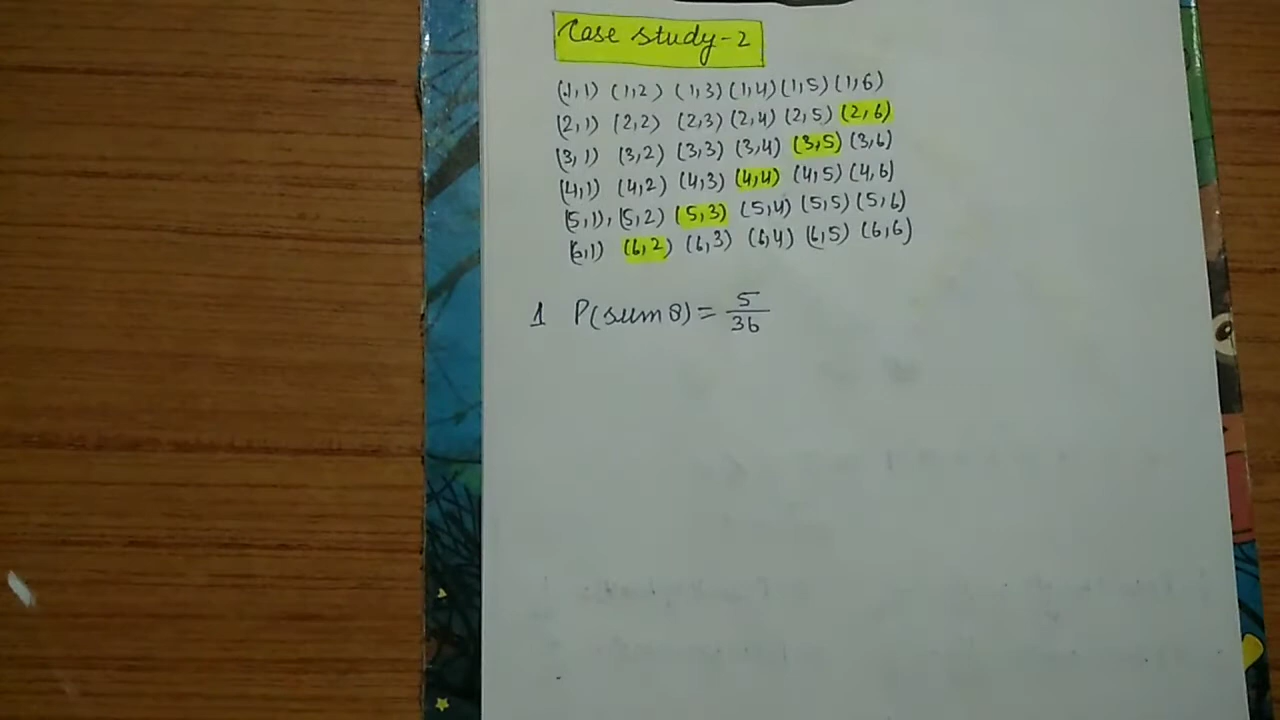 Case study-2
(1,1) (1,2) (1,3) (1,4) (1,5) (1,6)
(2,1) (2,2) (2,3) (2,4) (2,5) (2,6)
(3,1) (3,2) (3,3) (3,4) (3,5) (3,6)
(4,1) (4,2) (4,3) (4,4) (4,5) (4,6)
(5,1), (5,2) (5,3) (5,4) (5,5) (5,6)
(6,1) (6,2) (6,3) (6,4) (6,5) (6,6)
1 P(sum 8) = 5/36